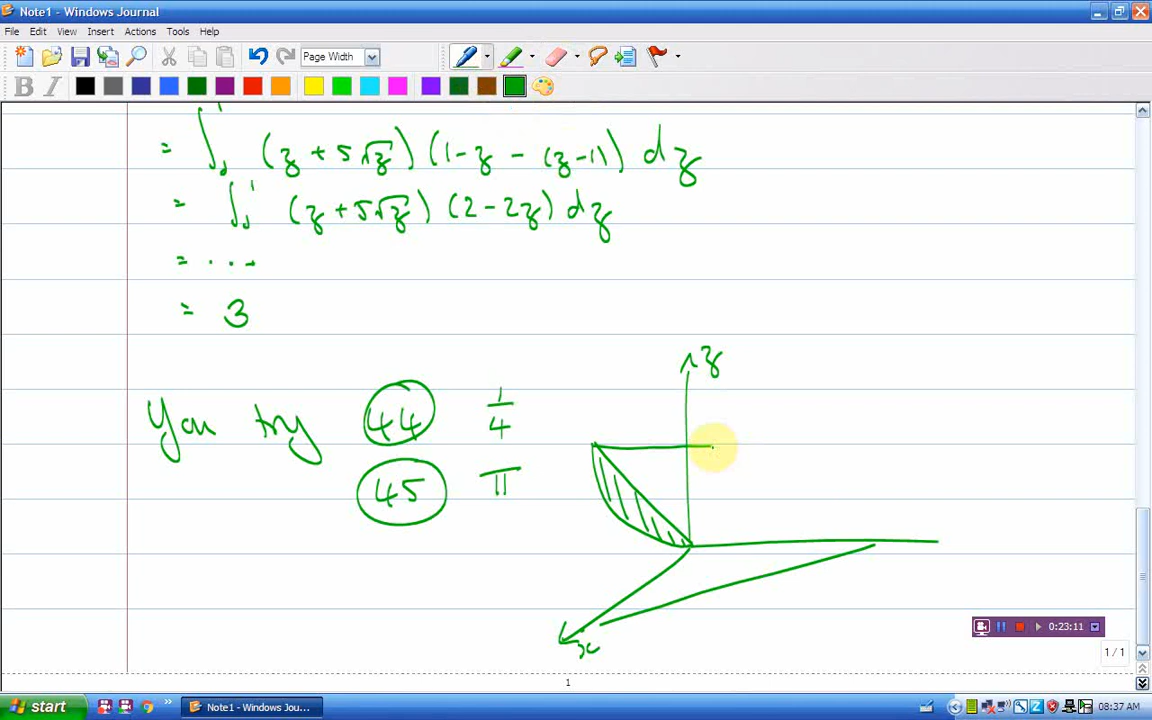 Note1 - Windows Journal
File Edit View Insert Actions Tools Help
Page Width
B I
= ∫₀¹ (z + 5√z) (1 - z - (z - 1)) dz
= ∫₀¹ (z + 5√z) (2 - 2z) dz
= ...
= 3
z
You try 44 1/4
45 π
x
0:23:11
1 / 1
1
start
Windows Jou...
08:37 AM